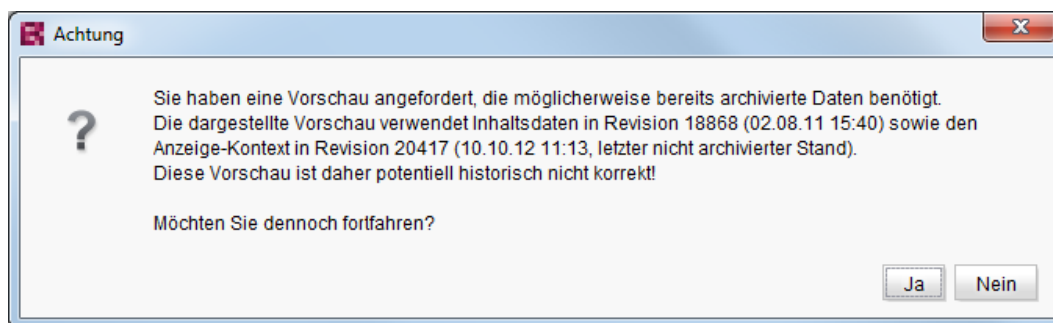 Achtung
Sie haben eine Vorschau angefordert, die möglicherweise bereits archivierte Daten benötigt.
Die dargestellte Vorschau verwendet Inhaltsdaten in Revision 18868 (02.08.11 15:40) sowie den
Anzeige-Kontext in Revision 20417 (10.10.12 11:13, letzter nicht archivierter Stand).
Diese Vorschau ist daher potentiell historisch nicht korrekt!
Möchten Sie dennoch fortfahren?
Ja Nein